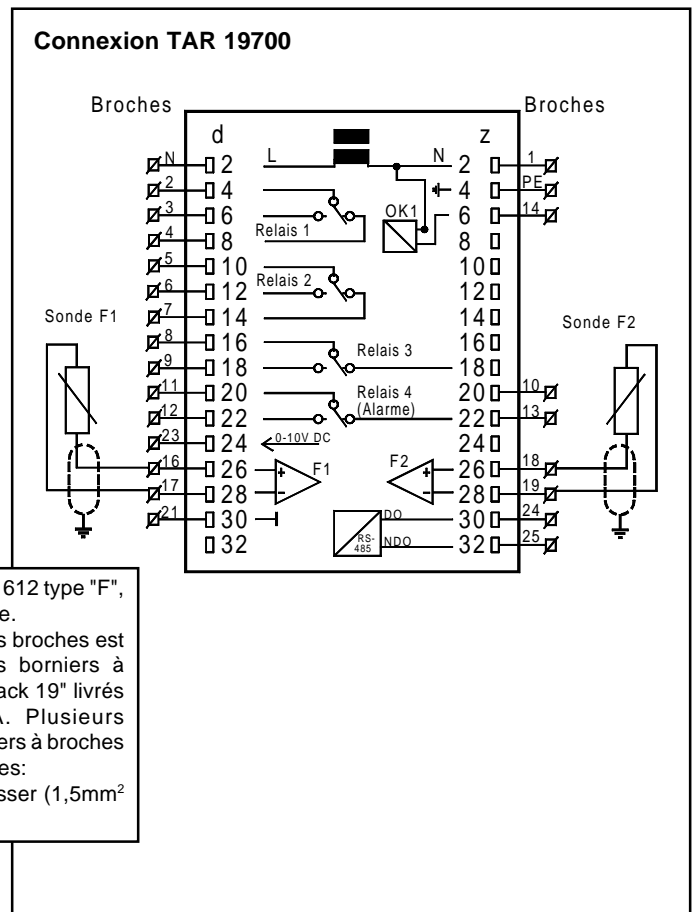 Connexion TAR 19700
Broches
Broches
d
z
N 2 L N 2 1
2 4 4 PE
3 6 OK1 6 14
Relais 1
4 8 8
5 10 10
Relais 2
6 12 12
7 14 14
Sonde F1
Sonde F2
8 16 16
Relais 3
9 18 18
11 20 Relais 4 20 10
12 22 (Alarme) 22 13
23 24 0-10V DC 24
16 26 + F1 F2 + 26 18
17 28 – – 28 19
21 30 DO 30 24
32 RS-485 NDO 32 25
612 type "F",
e.
s broches est
s borniers à
ack 19" livrés
A. Plusieurs
ers à broches
es:
sser (1,5mm²